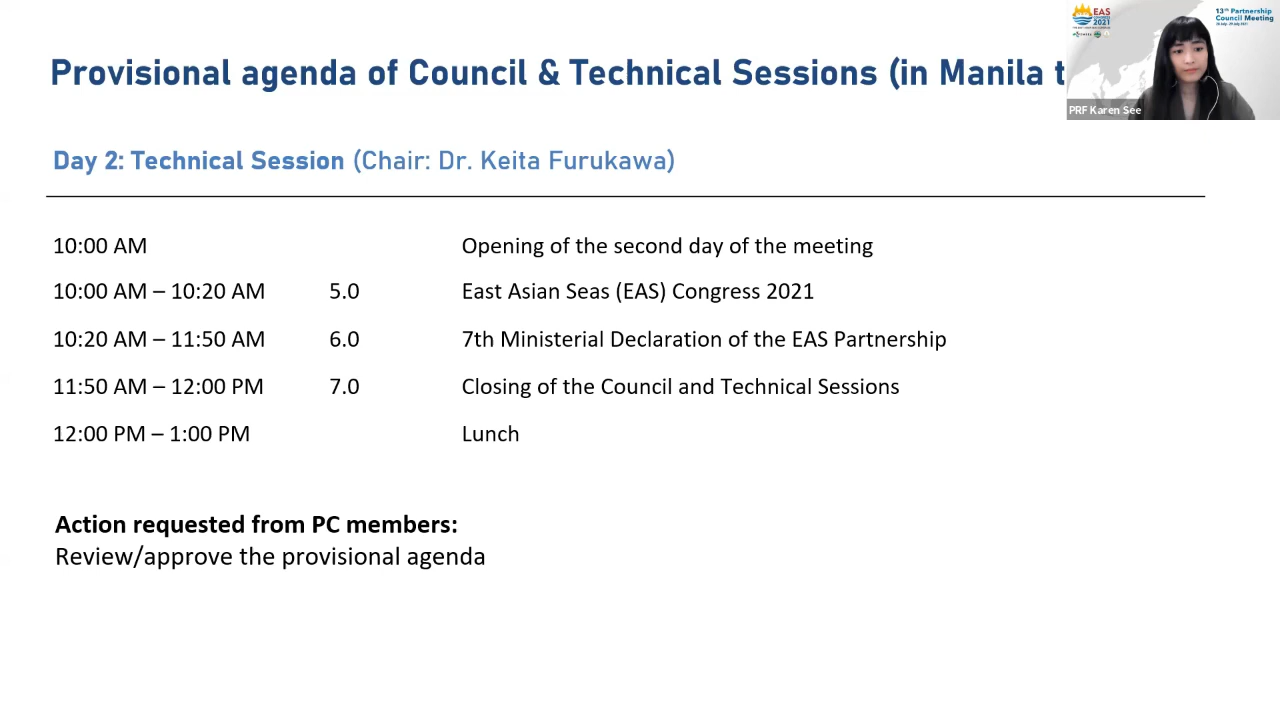 Provisional agenda of Council & Technical Sessions (in Manila t
EAS
CONGRESS
2021
13th Partnership
Council Meeting
PRF Karen See
Day 2: Technical Session (Chair: Dr. Keita Furukawa)
10:00 AM Opening of the second day of the meeting
10:00 AM – 10:20 AM 5.0 East Asian Seas (EAS) Congress 2021
10:20 AM – 11:50 AM 6.0 7th Ministerial Declaration of the EAS Partnership
11:50 AM – 12:00 PM 7.0 Closing of the Council and Technical Sessions
12:00 PM – 1:00 PM Lunch
Action requested from PC members:
Review/approve the provisional agenda